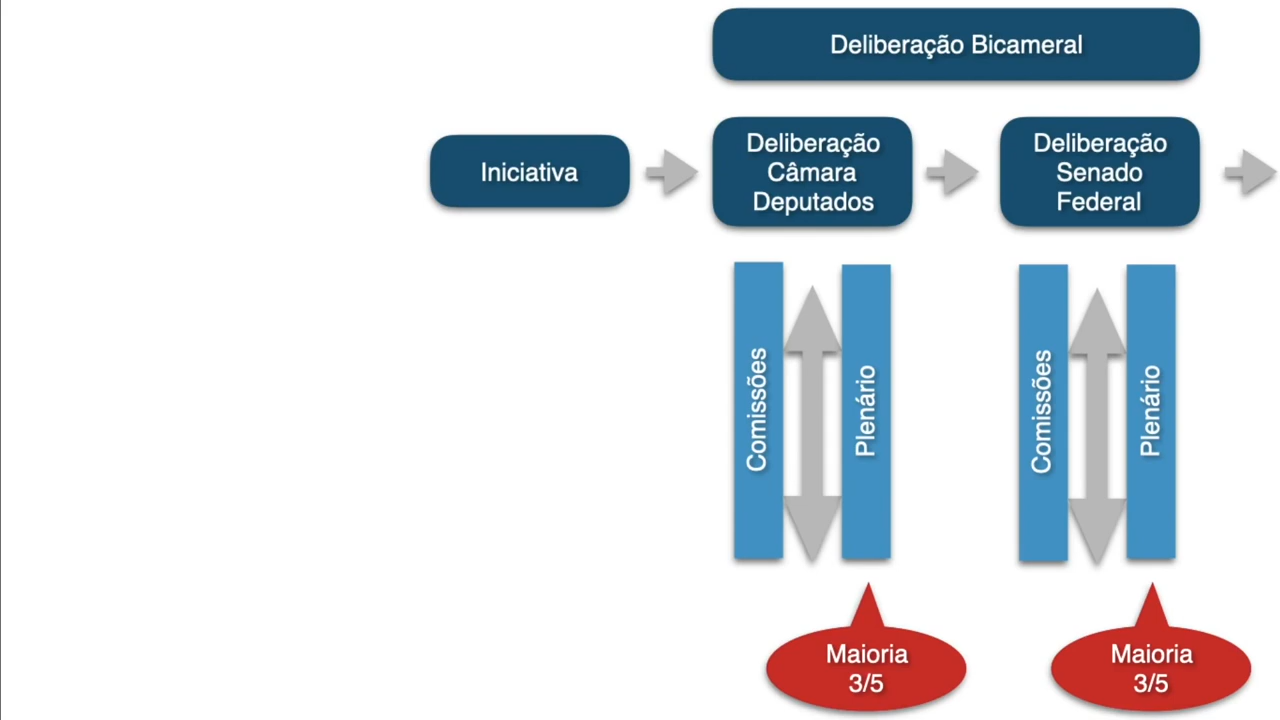 Deliberação Bicameral
Iniciativa
Deliberação
Câmara
Deputados
Deliberação
Senado
Federal
Comissões
Plenário
Comissões
Plenário
Maioria
3/5
Maioria
3/5